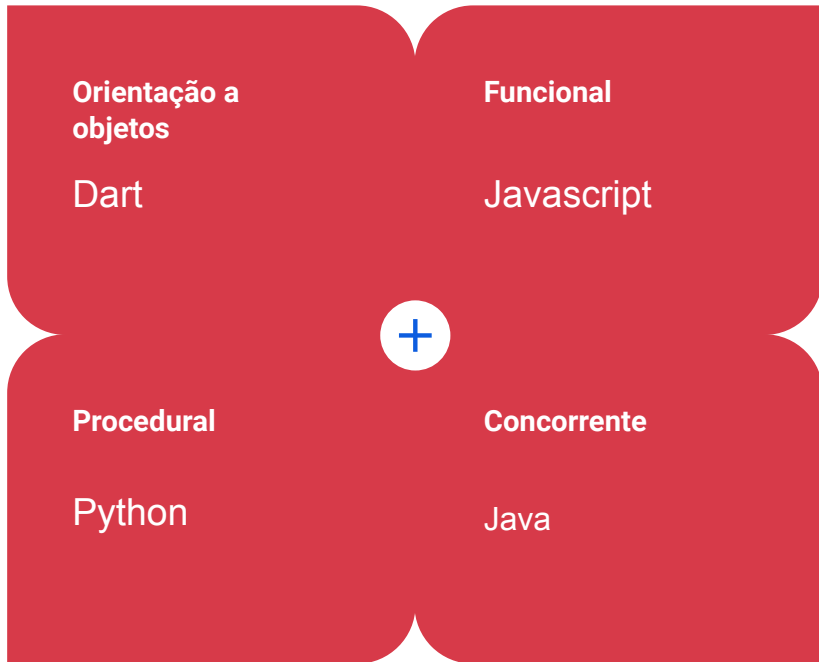 Orientação a
objetos
Dart
Funcional
Javascript
Procedural
Python
Concorrente
Java